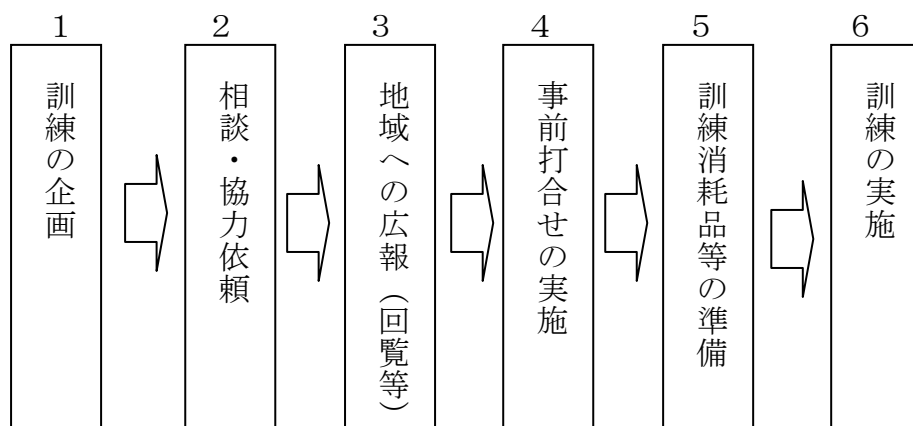 1
訓練の企画
2
相談・協力依頼
3
地域への広報（回覧等）
4
事前打合せの実施
5
訓練消耗品等の準備
6
訓練の実施